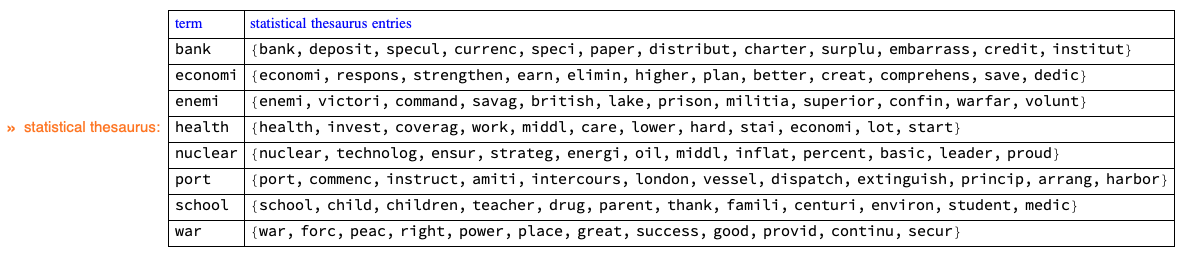 term statistical thesaurus entries
bank {bank, deposit, specul, currenc, speci, paper, distribut, charter, surplu, embarrass, credit, institut}
economi {economi, respons, strengthen, earn, elimin, higher, plan, better, creat, comprehens, save, dedic}
enemi {enemi, victori, command, savag, british, lake, prison, militia, superior, confin, warfar, volunt}
» statistical thesaurus: health {health, invest, coverag, work, middl, care, lower, hard, stai, economi, lot, start}
nuclear {nuclear, technolog, ensur, strateg, energi, oil, middl, inflat, percent, basic, leader, proud}
port {port, commenc, instruct, amiti, intercours, london, vessel, dispatch, extinguish, princip, arrang, harbor}
school {school, child, children, teacher, drug, parent, thank, famili, centuri, environ, student, medic}
war {war, forc, peac, right, power, place, great, success, good, provid, continu, secur}